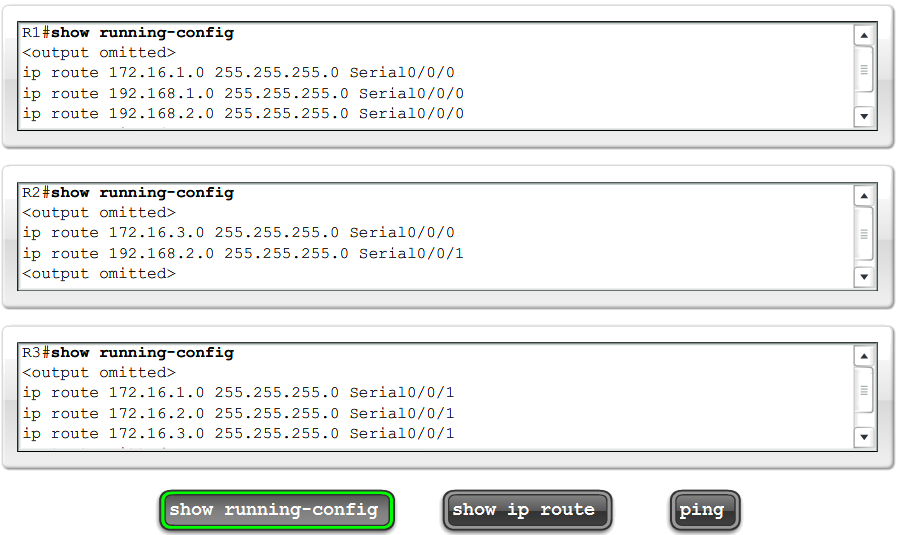 R1#show running-config
<output omitted>
ip route 172.16.1.0 255.255.255.0 Serial0/0/0
ip route 192.168.1.0 255.255.255.0 Serial0/0/0
ip route 192.168.2.0 255.255.255.0 Serial0/0/0
R2#show running-config
<output omitted>
ip route 172.16.3.0 255.255.255.0 Serial0/0/0
ip route 192.168.2.0 255.255.255.0 Serial0/0/1
<output omitted>
R3#show running-config
<output omitted>
ip route 172.16.1.0 255.255.255.0 Serial0/0/1
ip route 172.16.2.0 255.255.255.0 Serial0/0/1
ip route 172.16.3.0 255.255.255.0 Serial0/0/1
show running-config show ip route ping